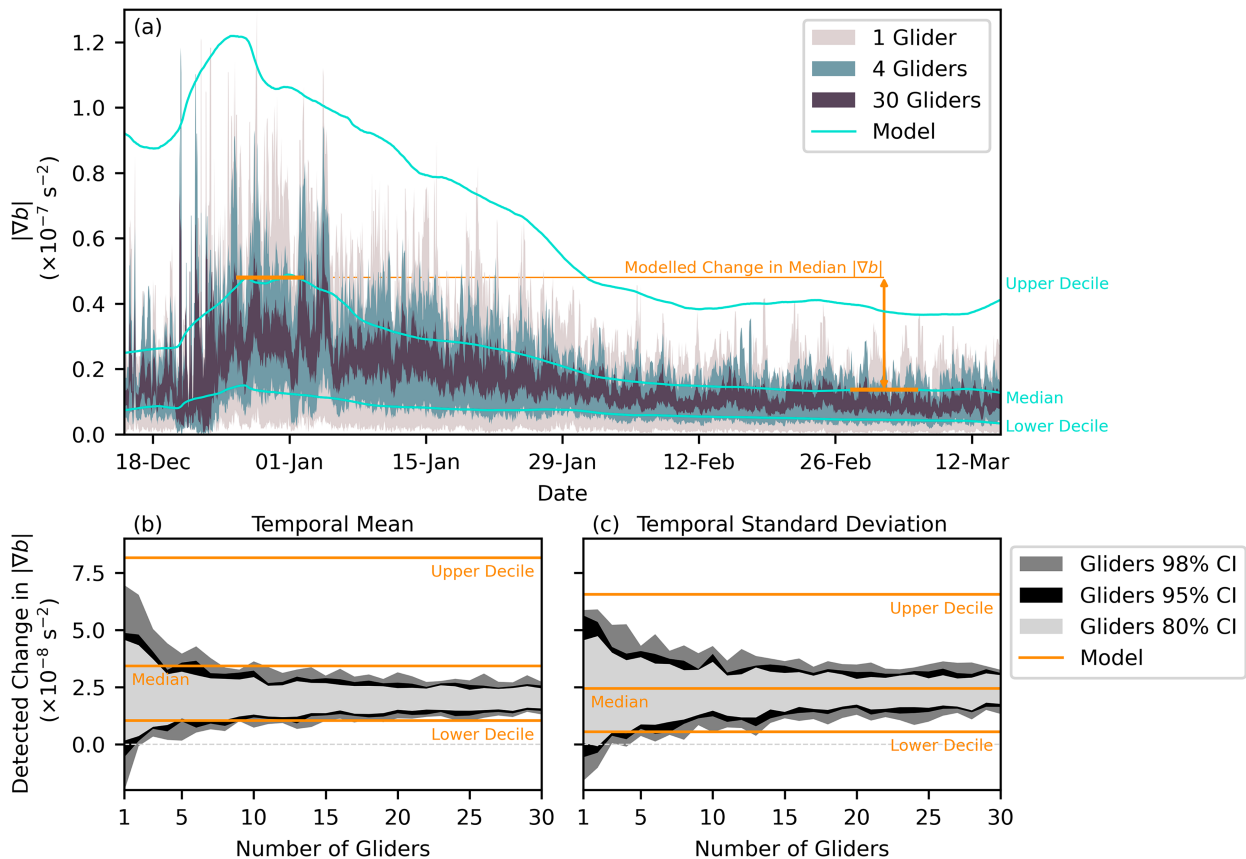 (a)
1 Glider
4 Gliders
30 Gliders
Model
|∇b|
(×10⁻⁷ s⁻²)
1.2
1.0
0.8
0.6
0.4
0.2
0.0
Modelled Change in Median |∇b|
Upper Decile
Median
Lower Decile
18-Dec 01-Jan 15-Jan 29-Jan 12-Feb 26-Feb 12-Mar
Date
(b) Temporal Mean
Detected Change in |∇b|
(×10⁻⁸ s⁻²)
7.5
5.0
2.5
0.0
Upper Decile
Median
Lower Decile
1 5 10 15 20 25 30
Number of Gliders
(c) Temporal Standard Deviation
Upper Decile
Median
Lower Decile
1 5 10 15 20 25 30
Number of Gliders
Gliders 98% CI
Gliders 95% CI
Gliders 80% CI
Model